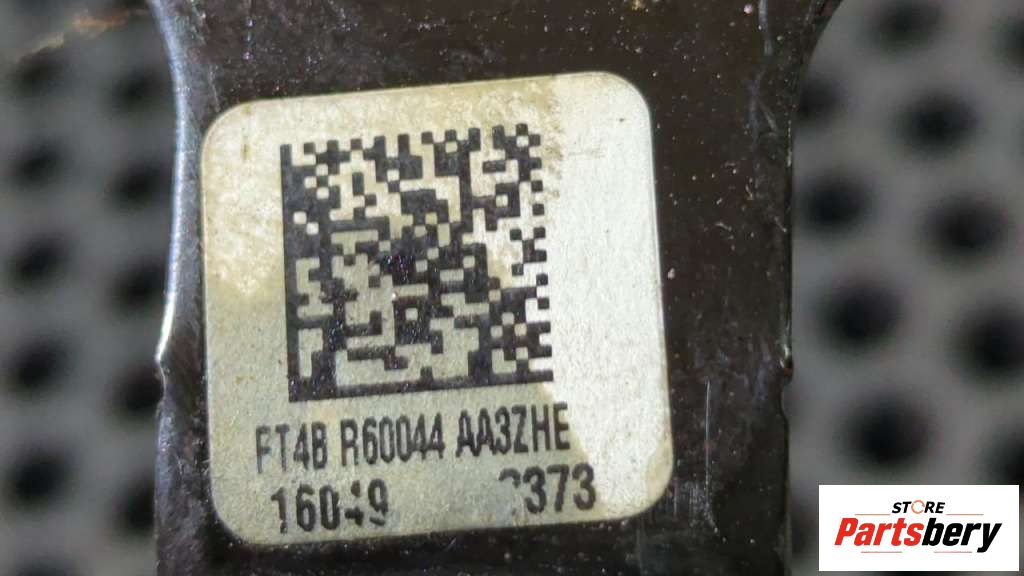 FT4B R60044 AA3ZHE
16049
STORE
Partsbery